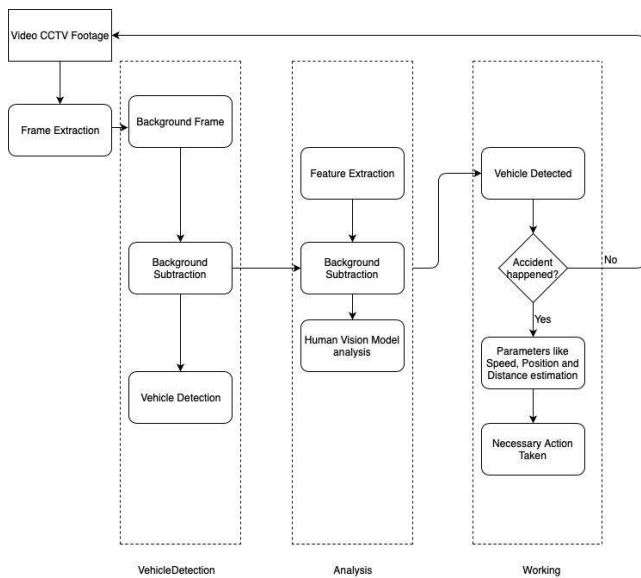 Video CCTV Footage
Frame Extraction
Background Frame
Background
Subtraction
Vehicle Detection
VehicleDetection
Feature Extraction
Background
Subtraction
Human Vision Model
analysis
Analysis
Vehicle Detected
Accident
happened?
No
Yes
Parameters like
Speed, Position and
Distance estimation
Necessary Action
Taken
Working